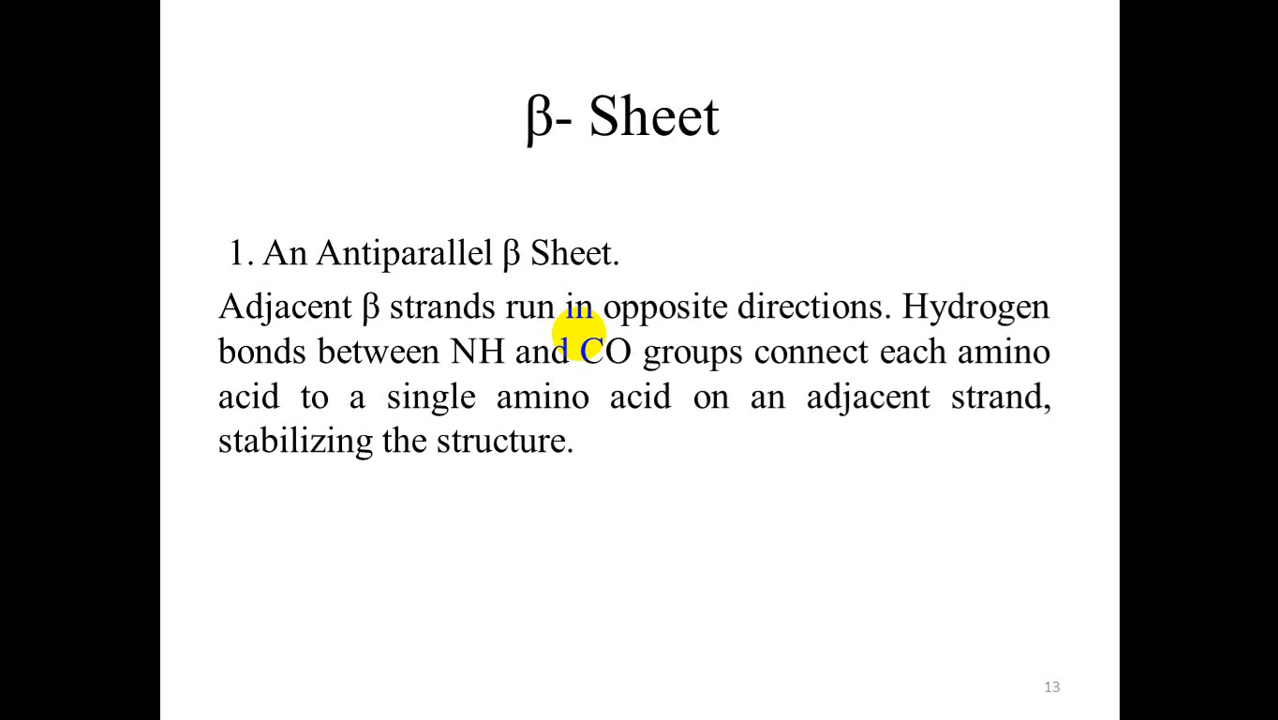 β- Sheet
1. An Antiparallel β Sheet.
Adjacent β strands run in opposite directions. Hydrogen
bonds between NH and CO groups connect each amino
acid to a single amino acid on an adjacent strand,
stabilizing the structure.
13